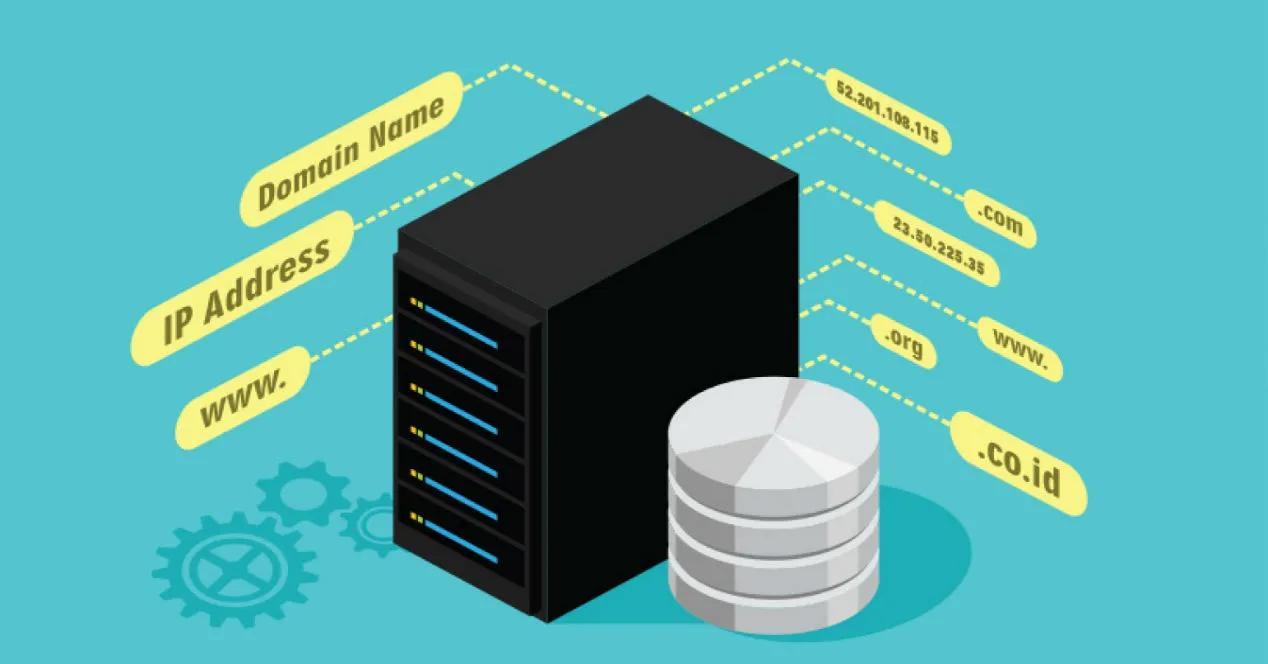 Domain Name
IP Address
www.
52.201.108.115
.com
23.50.225.35
www.
.org
.co.id